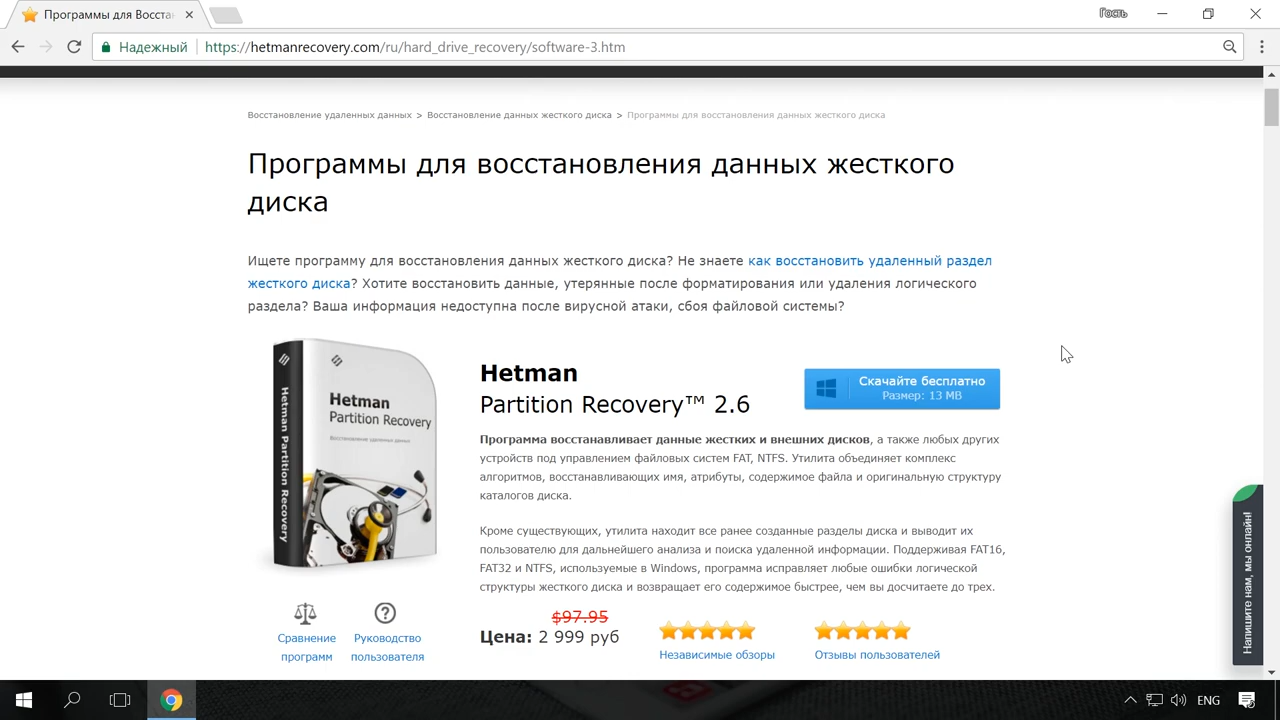 Программы для Восста
Гость
Надежный
https://hetmanrecovery.com/ru/hard_drive_recovery/software-3.htm
Восстановление удаленных данных > Восстановление данных жесткого диска > Программы для восстановления данных жесткого диска
Программы для восстановления данных жесткого
диска
Ищете программу для восстановления данных жесткого диска? Не знаете как восстановить удаленный раздел
жесткого диска? Хотите восстановить данные, утерянные после форматирования или удаления логического
раздела? Ваша информация недоступна после вирусной атаки, сбоя файловой системы?
Hetman Partition Recovery
Hetman
Partition Recovery
Восстановление удаленных данных
Hetman
Partition Recovery™ 2.6
Скачайте бесплатно
Размер: 13 MB
Программа восстанавливает данные жестких и внешних дисков, а также любых других
устройств под управлением файловых систем FAT, NTFS. Утилита объединяет комплекс
алгоритмов, восстанавливающих имя, атрибуты, содержимое файла и оригинальную структуру
каталогов диска.
Кроме существующих, утилита находит все ранее созданные разделы диска и выводит их
пользователю для дальнейшего анализа и поиска удаленной информации. Поддерживая FAT16,
FAT32 и NTFS, используемые в Windows, программа исправляет любые ошибки логической
структуры жесткого диска и возвращает его содержимое быстрее, чем вы досчитаете до трех.
Сравнение
программ
Руководство
пользователя
$97.95
Цена: 2 999 руб
Независимые обзоры
Отзывы пользователей
Напишите нам, мы онлайн!
ENG